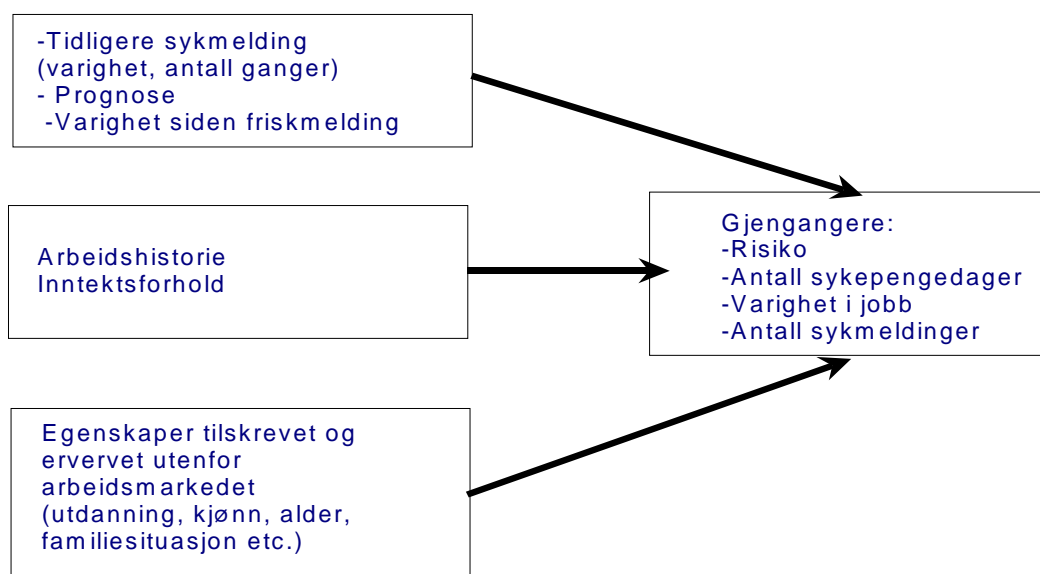 -Tidligere sykmelding
(varighet, antall ganger)
- Prognose
-Varighet siden friskmelding
Arbeidshistorie
Inntektsforhold
Gjengangere:
-Risiko
-Antall sykepengedager
-Varighet i jobb
-Antall sykmeldinger
Egenskaper tilskrevet og
ervervet utenfor
arbeidsmarkedet
(utdanning, kjønn, alder,
familiesituasjon etc.)